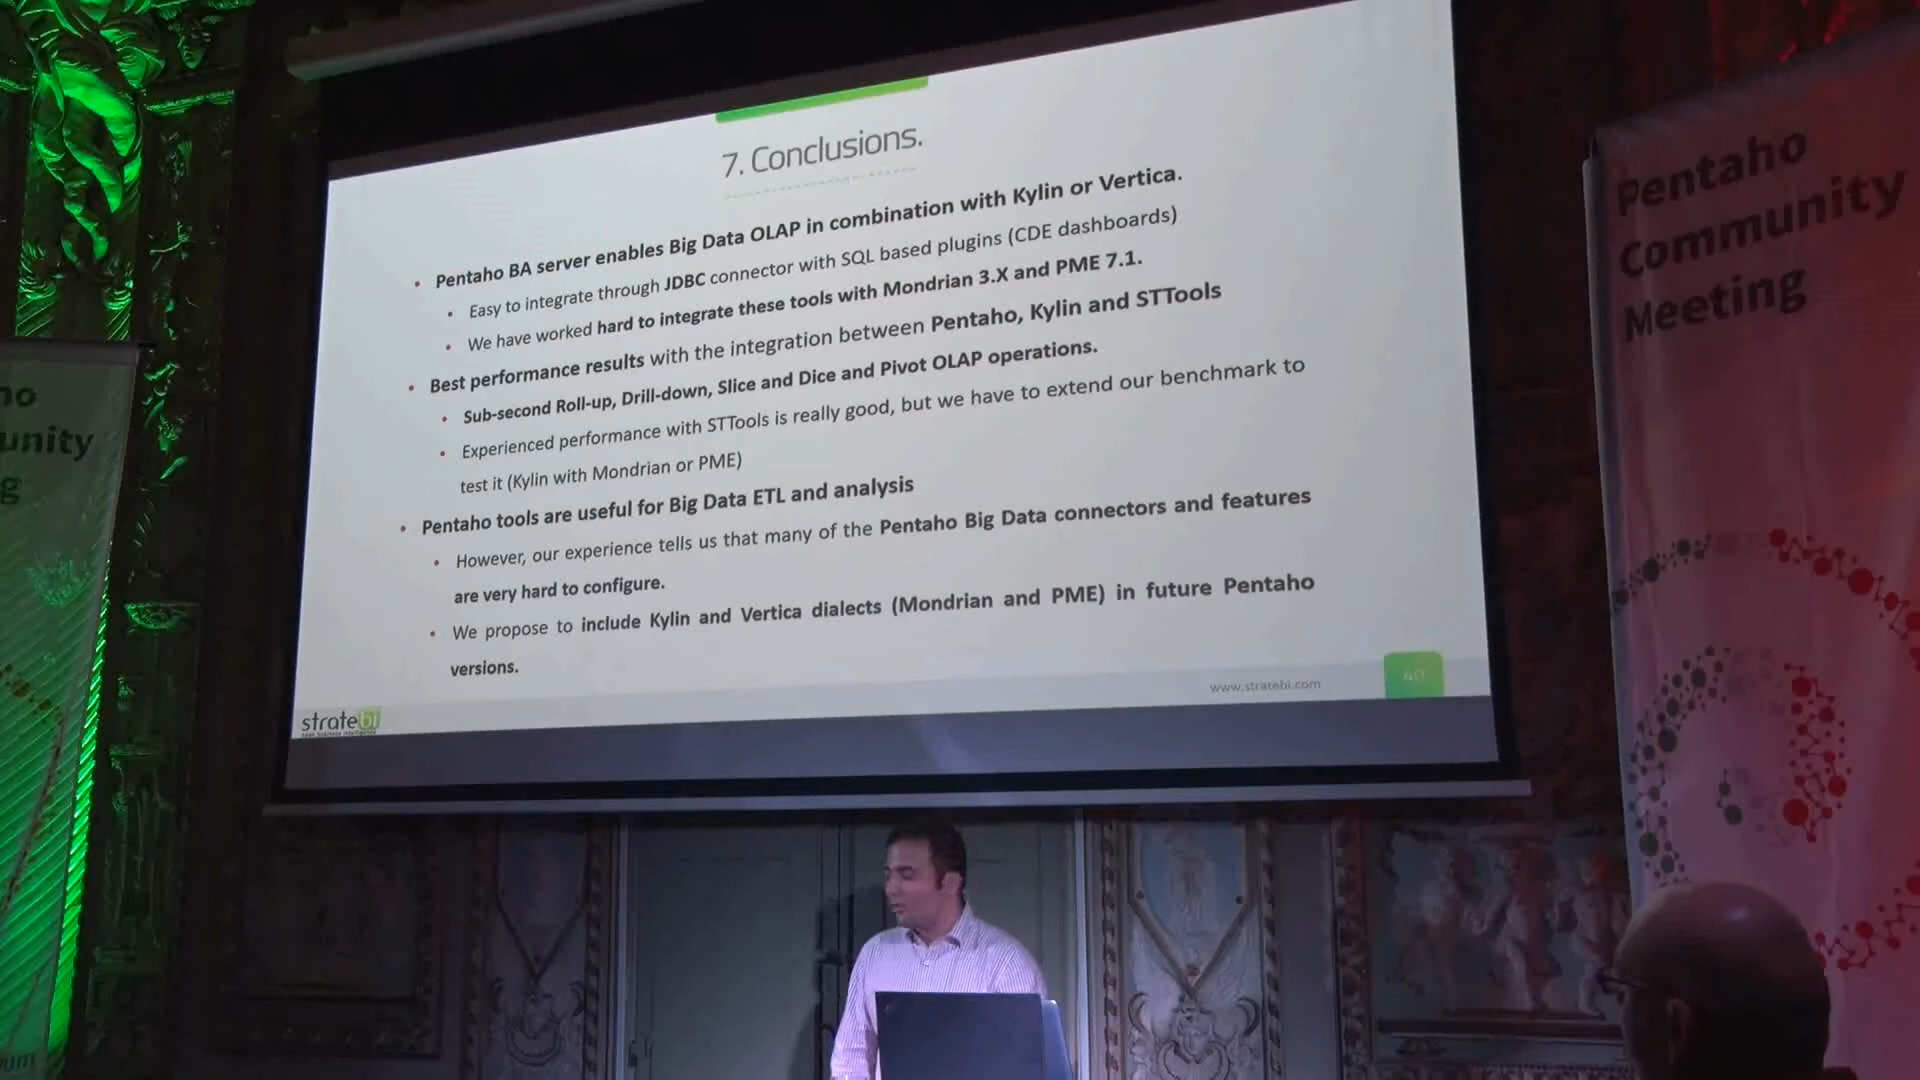 7. Conclusions.
• Pentaho BA server enables Big Data OLAP in combination with Kylin or Vertica.
• Easy to integrate through JDBC connector with SQL based plugins (CDE dashboards)
• We have worked hard to integrate these tools with Mondrian 3.X and PME 7.1.
• Best performance results with the integration between Pentaho, Kylin and STTools
• Sub-second Roll-up, Drill-down, Slice and Dice and Pivot OLAP operations.
• Experienced performance with STTools is really good, but we have to extend our benchmark to
test it (Kylin with Mondrian or PME)
• Pentaho tools are useful for Big Data ETL and analysis
• However, our experience tells us that many of the Pentaho Big Data connectors and features
are very hard to configure.
• We propose to include Kylin and Vertica dialects (Mondrian and PME) in future Pentaho
versions.
www.stratebi.com
40
stratebi
Pentaho
Community
Meeting
ho
unity
g